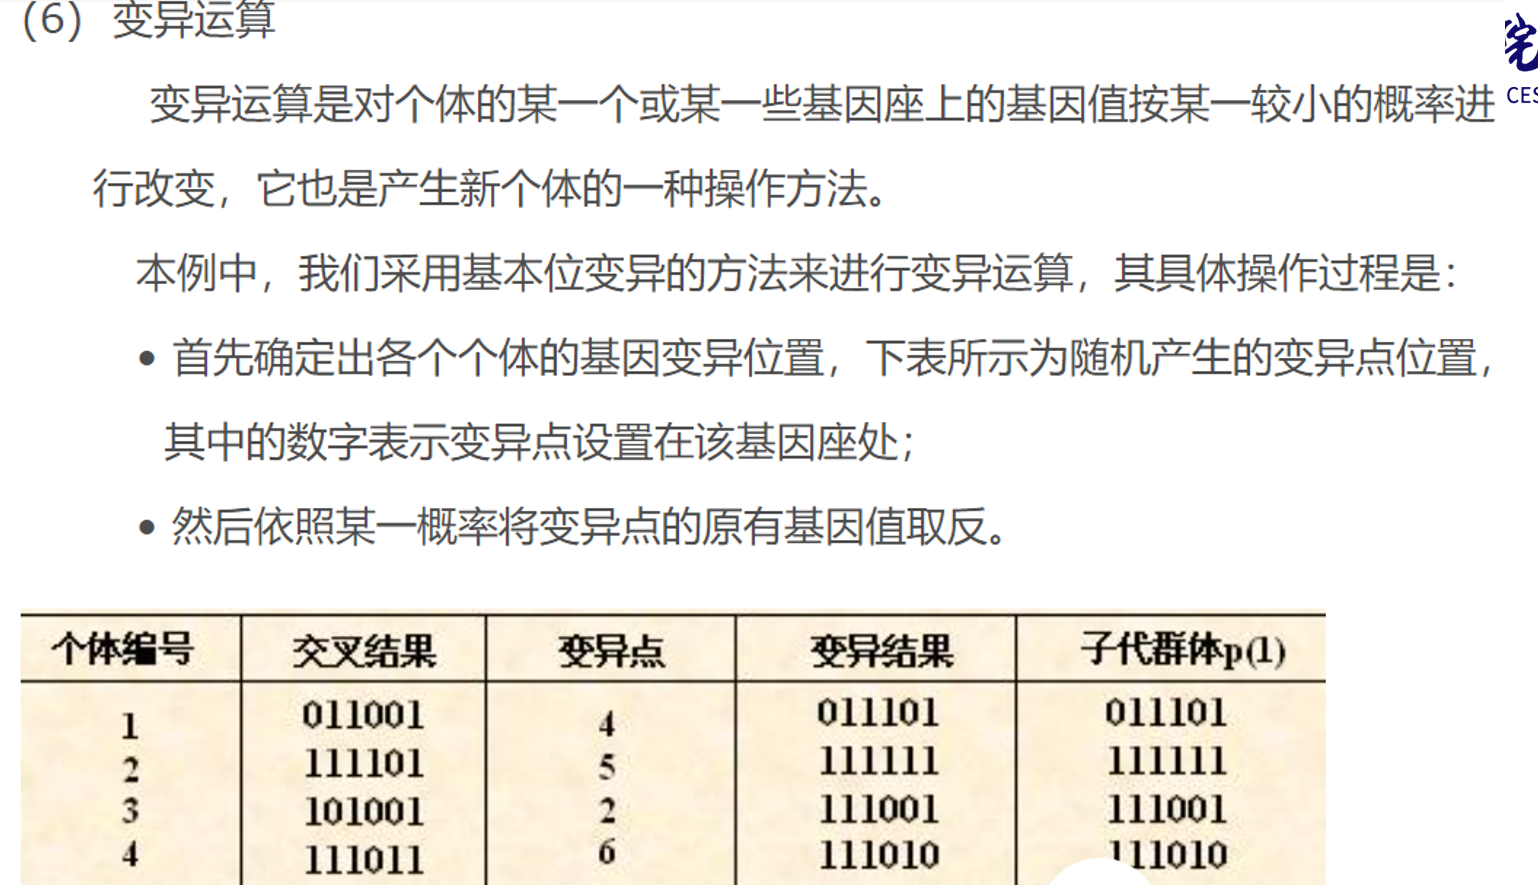 （6）变异运算
变异运算是对个体的某一个或某一些基因座上的基因值按某一较小的概率进
行改变，它也是产生新个体的一种操作方法。
本例中，我们采用基本位变异的方法来进行变异运算，其具体操作过程是：
• 首先确定出各个个体的基因变异位置，下表所示为随机产生的变异点位置，
其中的数字表示变异点设置在该基因座处；
• 然后依照某一概率将变异点的原有基因值取反。
个体编号 交叉结果 变异点 变异结果 子代群体p(1)
1 011001 4 011101 011101
2 111101 5 111111 111111
3 101001 2 111001 111001
4 111011 6 111010 111010